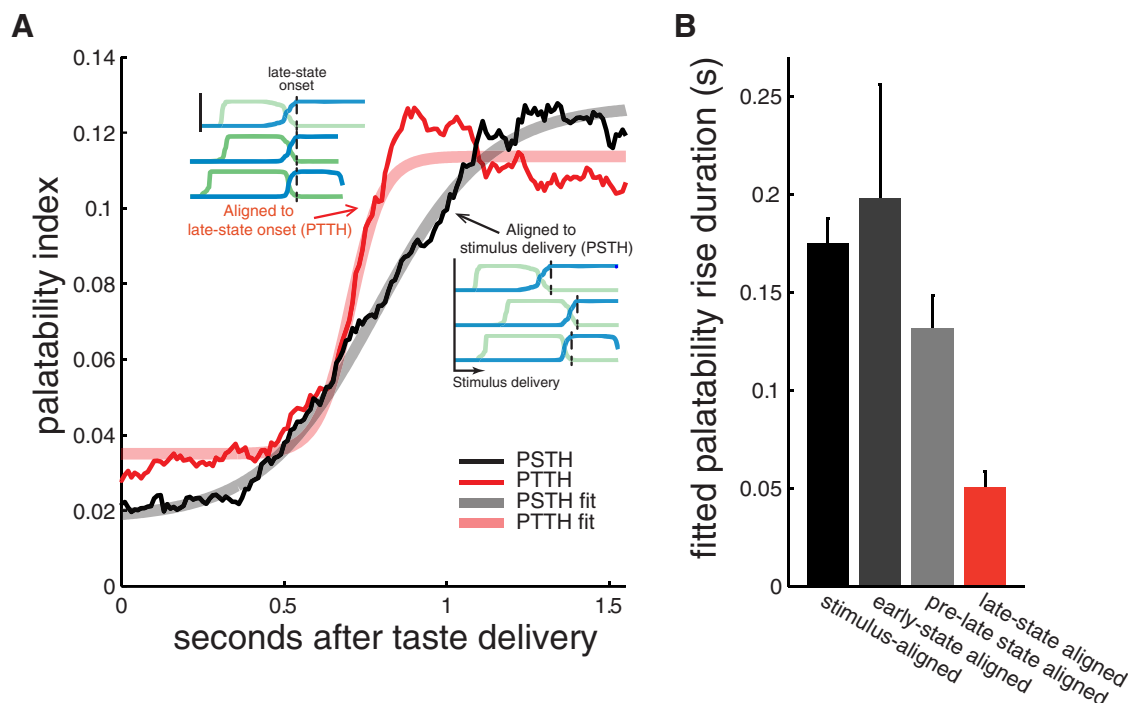 A
palatability index
0.14
0.12
0.1
0.08
0.06
0.04
0.02
0
late-state
onset
Aligned to
late-state onset (PTTH)
Aligned to
stimulus delivery (PSTH)
Stimulus delivery
PSTH
PTTH
PSTH fit
PTTH fit
0 0.5 1 1.5
seconds after taste delivery
B
fitted palatability rise duration (s)
0.25
0.2
0.15
0.1
0.05
0
stimulus-aligned
early-state aligned
pre-late state aligned
late-state aligned